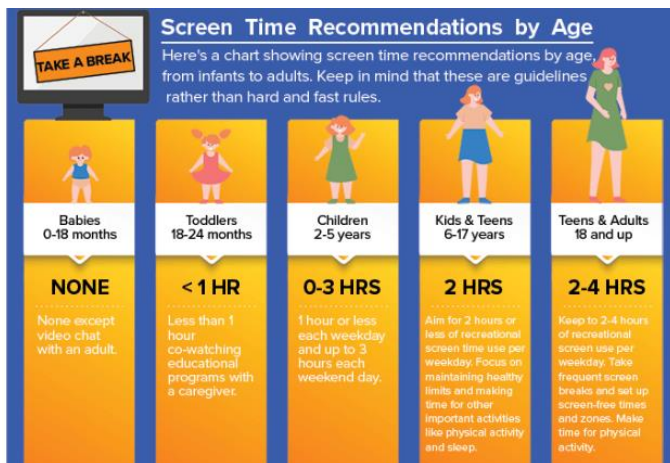 TAKE A BREAK
Screen Time Recommendations by Age
Here's a chart showing screen time recommendations by age,
from infants to adults. Keep in mind that these are guidelines
rather than hard and fast rules.
Babies
0-18 months
NONE
None except
video chat
with an adult.
Toddlers
18-24 months
< 1 HR
Less than 1
hour
co-watching
educational
programs with
a caregiver.
Children
2-5 years
0-3 HRS
1 hour or less
each weekday
and up to 3
hours each
weekend day.
Kids & Teens
6-17 years
2 HRS
Aim for 2 hours or
less of recreational
screen time use per
weekday. Focus on
maintaining healthy
limits and making
time for other
important activities
like physical activity
and sleep.
Teens & Adults
18 and up
2-4 HRS
Keep to 2-4 hours
of recreational
screen use per
weekday. Take
frequent screen
breaks and set up
screen-free times
and zones. Make
time for physical
activity.